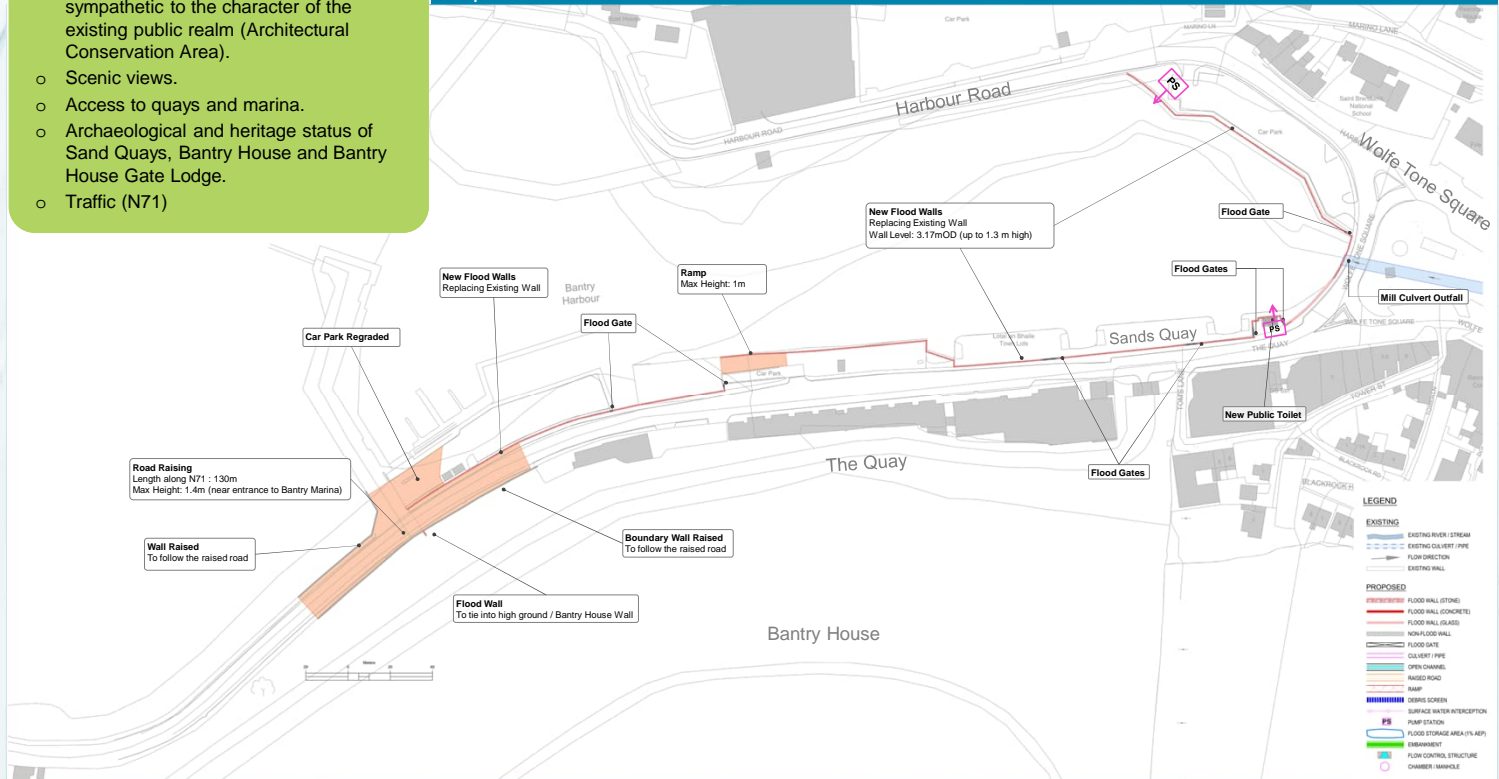 sympathetic to the character of the
existing public realm (Architectural
Conservation Area).
o Scenic views.
o Access to quays and marina.
o Archaeological and heritage status of
Sand Quays, Bantry House and Bantry
House Gate Lodge.
o Traffic (N71)
Car Park
MARINO LANE
PS
Harbour Road
HARBOUR ROAD
Car Park
National
School
Wolfe Tone Square
New Flood Walls
Replacing Existing Wall
Wall Level: 3.17mOD (up to 1.3 m high)
Flood Gate
WOLFE TONE SQUARE
Flood Gates
Mill Culvert Outfall
New Flood Walls
Replacing Existing Wall
Bantry
Harbour
Ramp
Max Height: 1m
Flood Gate
Car Park Regraded
Sands Quay
PS
THE QUAY
Car Park
TOMS LANE
TOWER ST
New Public Toilet
Flood Gates
The Quay
BLACKROCK RD
Road Raising
Length along N71 : 130m
Max Height: 1.4m (near entrance to Bantry Marina)
Wall Raised
To follow the raised road
Boundary Wall Raised
To follow the raised road
Flood Wall
To tie into high ground / Bantry House Wall
Bantry House
LEGEND
EXISTING
EXISTING RIVER / STREAM
EXISTING CULVERT / PIPE
FLOW DIRECTION
EXISTING WALL
PROPOSED
FLOOD WALL (STONE)
FLOOD WALL (CONCRETE)
FLOOD WALL (GLASS)
NON-FLOOD WALL
FLOOD GATE
CULVERT / PIPE
OPEN CHANNEL
RAISED ROAD
RAMP
DEBRIS SCREEN
SURFACE WATER INTERCEPTION
PS PUMP STATION
FLOOD STORAGE AREA (1% AEP)
EMBANKMENT
FLOW CONTROL STRUCTURE
CHAMBER / MANHOLE